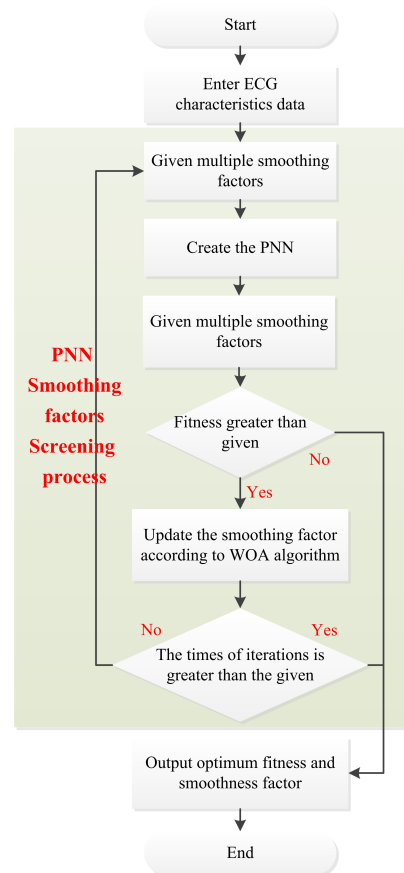 Start
Enter ECG
characteristics data
Given multiple smoothing
factors
Create the PNN
Given multiple smoothing
factors
PNN
Smoothing
factors
Screening
process
Fitness greater than
given
No
Yes
Update the smoothing factor
according to WOA algorithm
No
Yes
The times of iterations is
greater than the given
Output optimum fitness and
smoothness factor
End